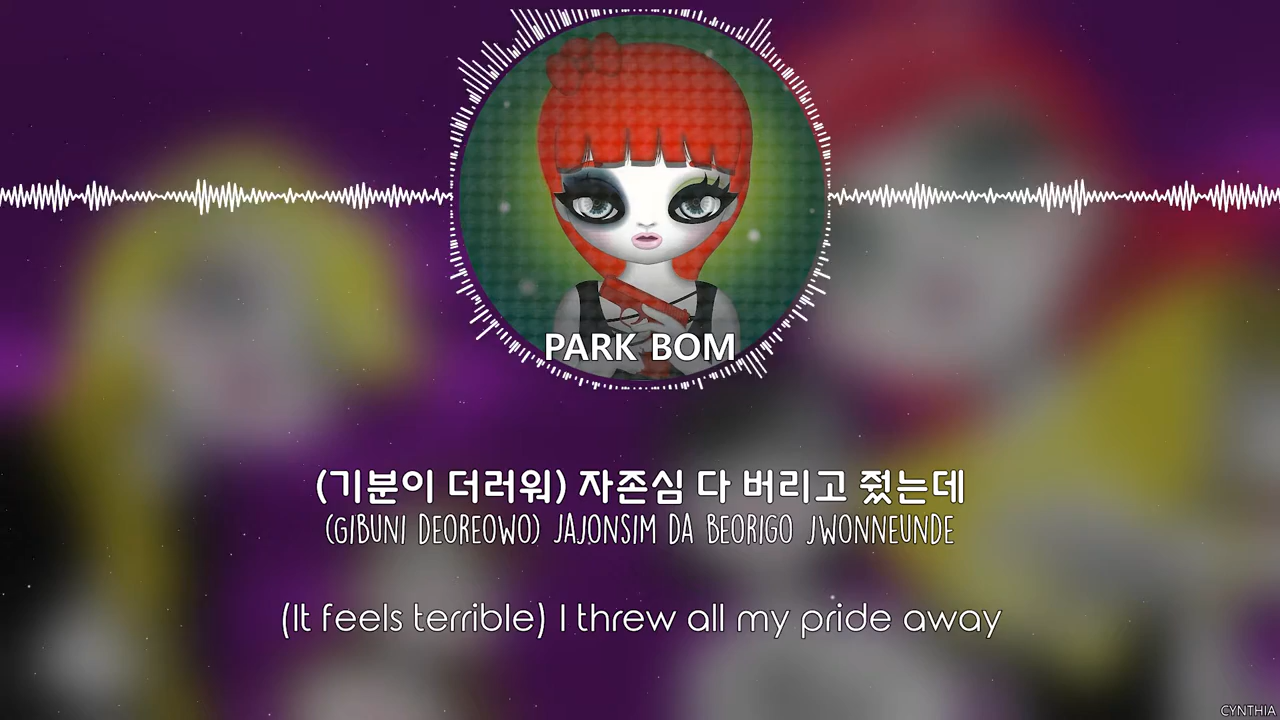 PARK BOM
(기분이 더러워) 자존심 다 버리고 줬는데
(GIBUNI DEOREOWO) JAJONSIM DA BEORIGO JWONNEUNDE
(It feels terrible) I threw all my pride away
CYNTHIA